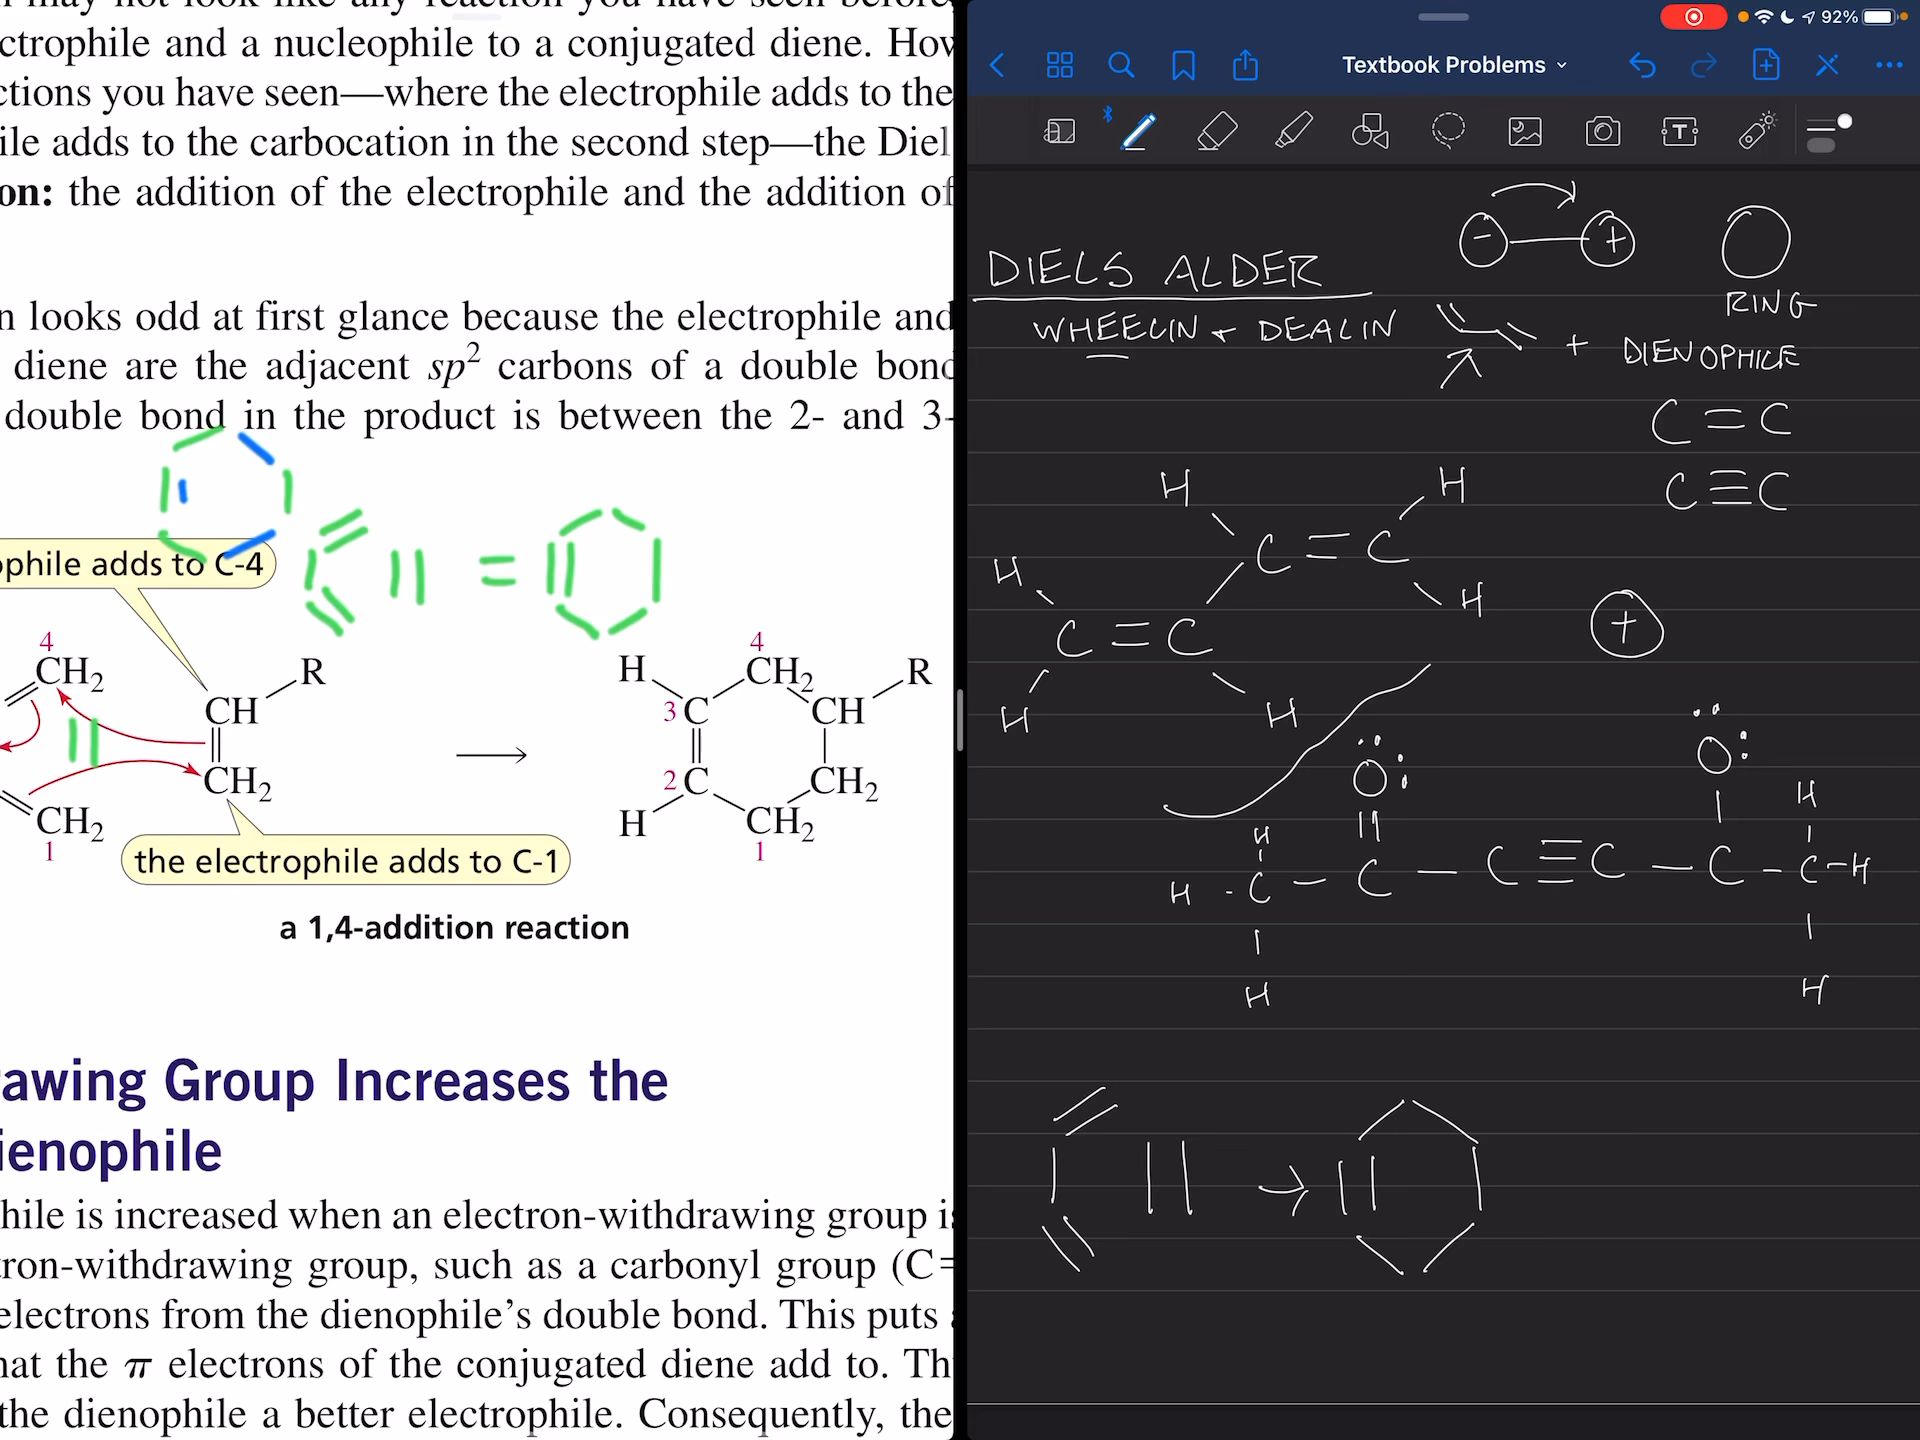 may not look like any reaction you have seen before,
ctrophile and a nucleophile to a conjugated diene. How
ctions you have seen—where the electrophile adds to the
ile adds to the carbocation in the second step—the Diel
on: the addition of the electrophile and the addition of
n looks odd at first glance because the electrophile and
diene are the adjacent sp² carbons of a double bond
double bond in the product is between the 2- and 3-
ophile adds to C-4
4
CH₂
R
CH
CH₂
CH₂
1
the electrophile adds to C-1
H
4
CH₂
R
3 C
CH
2 C
CH₂
H
CH₂
1
a 1,4-addition reaction
rawing Group Increases the
ienophile
hile is increased when an electron-withdrawing group is
tron-withdrawing group, such as a carbonyl group (C=
electrons from the dienophile’s double bond. This puts a
hat the π electrons of the conjugated diene add to. Th
the dienophile a better electrophile. Consequently, the
92%
Textbook Problems
T
DIELS ALDER
- +
RING
WHEELIN + DEALIN
+ DIENOPHILE
C = C
C ≡ C
H H
C = C
H H
C = C
H H
+
O O
H H
H - C - C - C ≡ C - C - C - H
H H